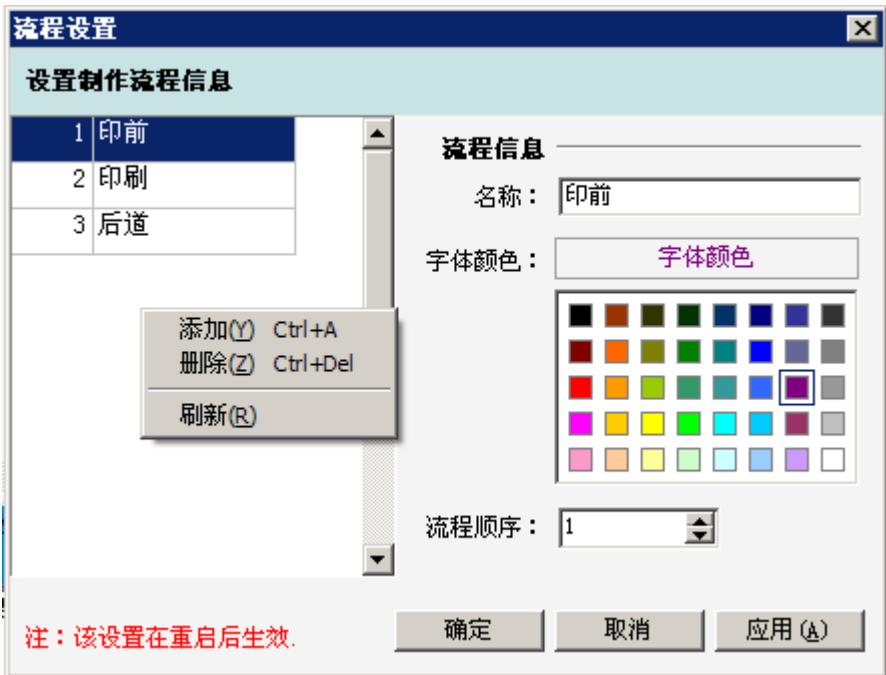 流程设置
设置制作流程信息
1 印前
2 印刷
3 后道
添加(Y) Ctrl+A
删除(Z) Ctrl+Del
刷新(R)
流程信息
名称：印前
字体颜色：字体颜色
流程顺序：1
注：该设置在重启后生效.
确定 取消 应用(A)